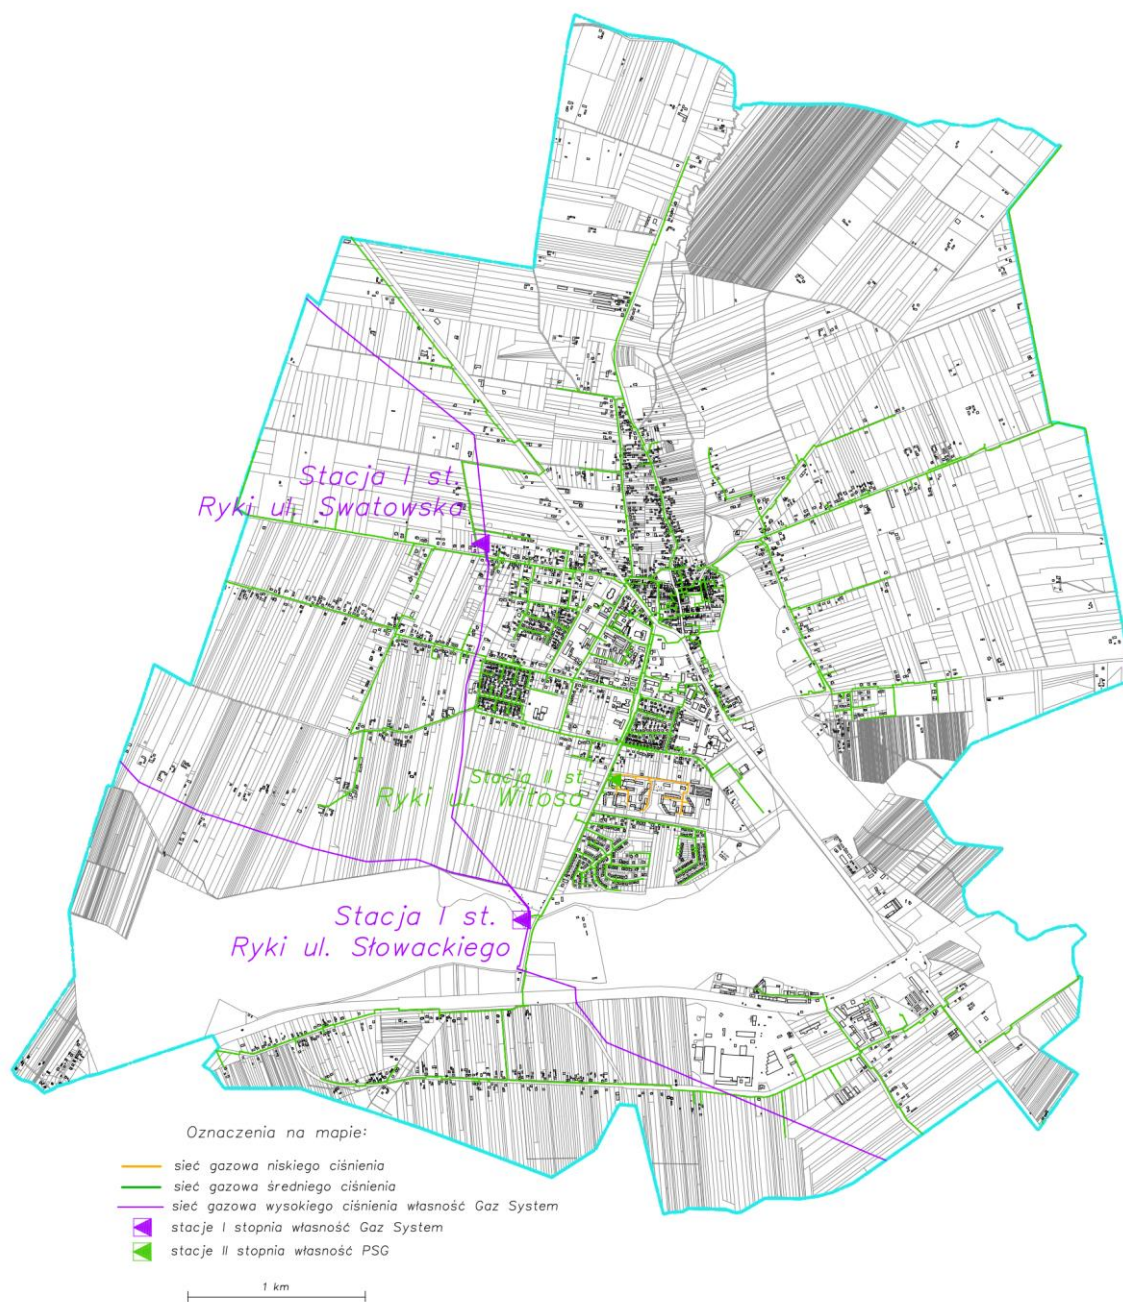 Stacja I st.
Ryki ul. Swatowska
Stacja II st.
Ryki ul. Witosa
Stacja I st.
Ryki ul. Słowackiego
Oznaczenia na mapie:
sieć gazowa niskiego ciśnienia
sieć gazowa średniego ciśnienia
sieć gazowa wysokiego ciśnienia własność Gaz System
stacje I stopnia własność Gaz System
stacje II stopnia własność PSG
1 km